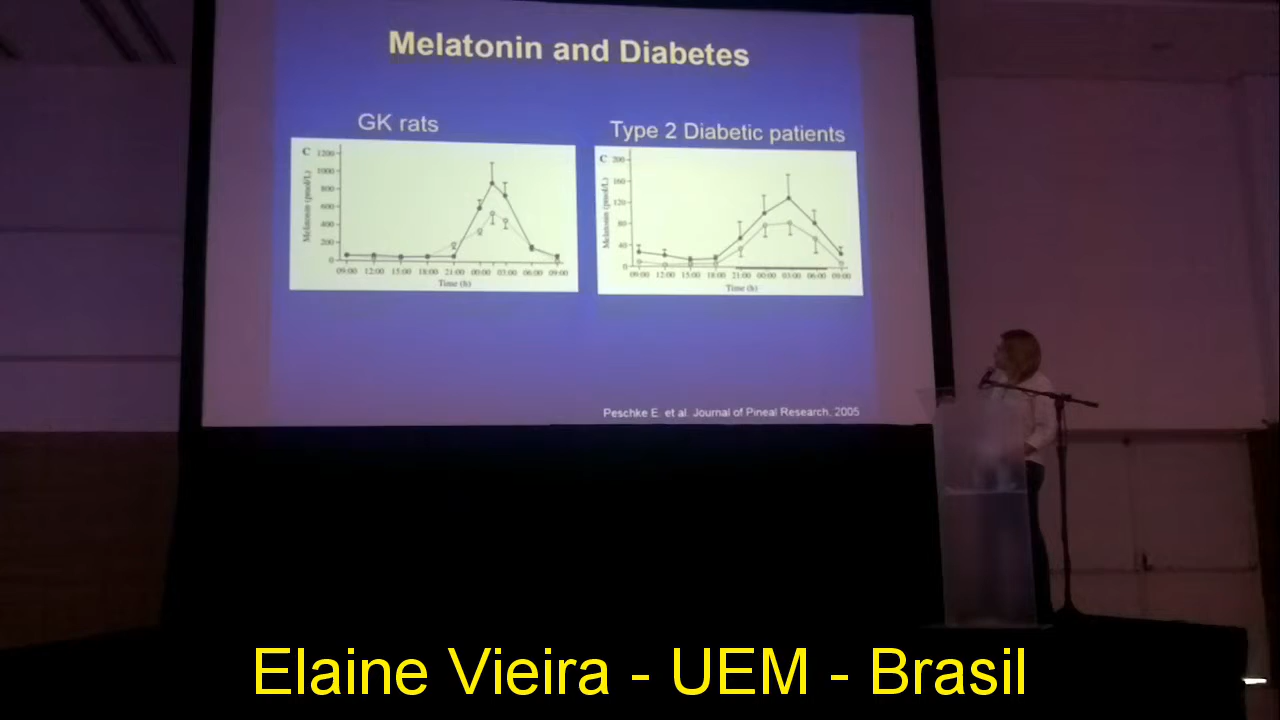 Melatonin and Diabetes
GK rats
Type 2 Diabetic patients
C
1200
1000
800
600
400
200
0
Melatonin (pmol/L)
09:00 12:00 15:00 18:00 21:00 00:00 03:00 06:00 09:00
Time (h)
C
200
160
120
80
40
0
Melatonin (pmol/L)
09:00 12:00 15:00 18:00 21:00 00:00 03:00 06:00 09:00
Time (h)
Peschke E. et al. Journal of Pineal Research. 2005
Elaine Vieira - UEM - Brasil